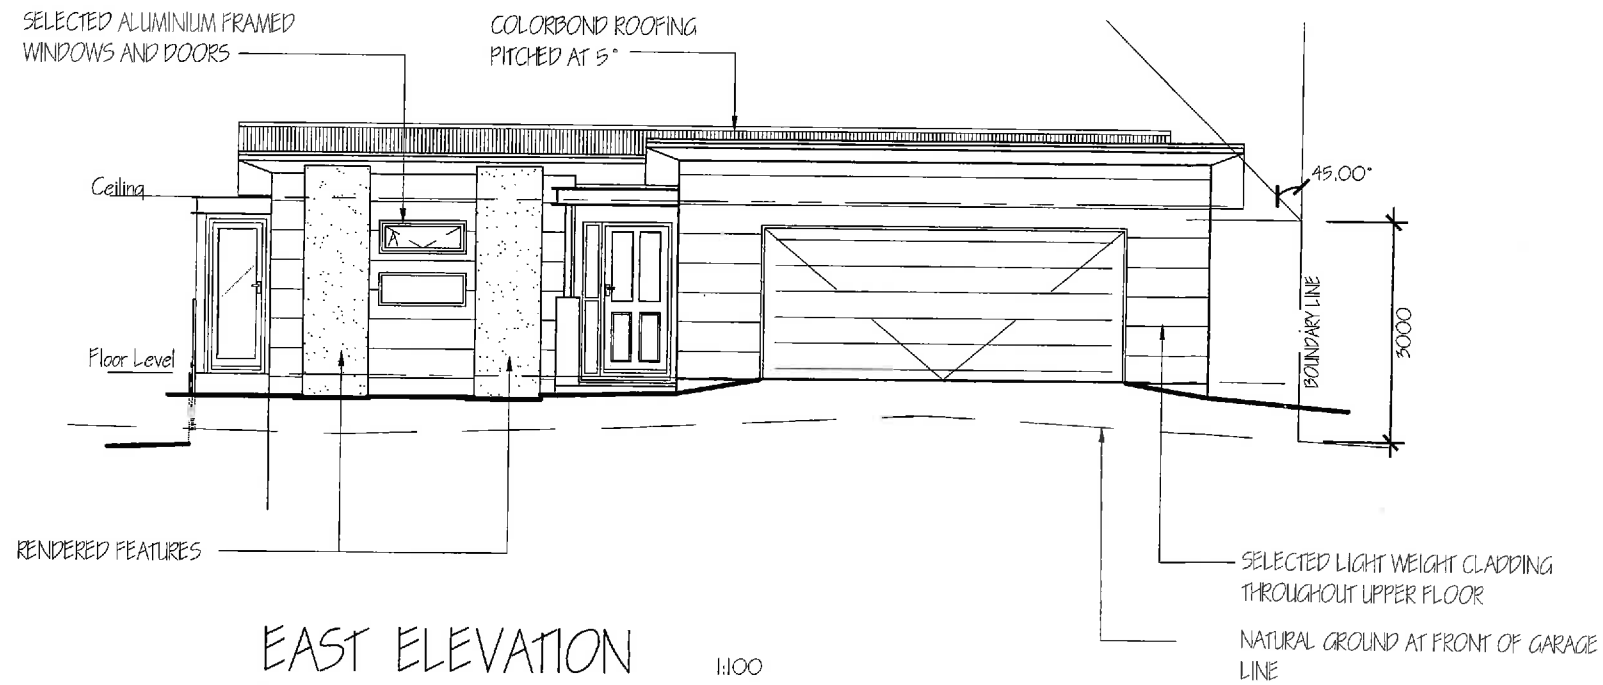 SELECTED ALUMINIUM FRAMED
WINDOWS AND DOORS
COLORBOND ROOFING
PITCHED AT 5°
45.00°
Ceiling
A
BOUNDARY LINE
3000
Floor Level
RENDERED FEATURES
SELECTED LIGHT WEIGHT CLADDING
THROUGHOUT UPPER FLOOR
NATURAL GROUND AT FRONT OF GARAGE
LINE
EAST ELEVATION
1:100